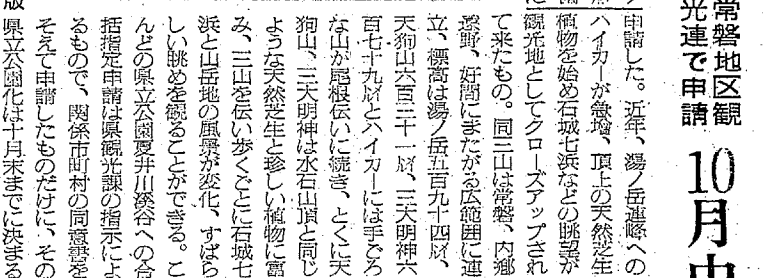 10月中
常磐地区観
光連で申請
申請した。近年、湯ノ岳連峰への
ハイカーが急増、頂上の天然芝生
植物を始め石城七浜などの眺望が
観光地としてクローズアップされ
て来たもの。同三山は常磐、内郷
遠野、好間にまたがる広範囲に連
立、標高は湯ノ岳五百九十四㍍、
天狗山六百三十一㍍、三大明神六
百七十九㍍とハイカーには手ごろ
な山が尾根伝いに続き、とくに天
狗山、三大明神は水石山頂と同じ
ような天然芝生と珍しい植物に富
み、三山を伝い歩くごとに石城七
浜と山岳地の風景が変化、すばら
しい眺めを観ることができる。こ
んどの県立公園夏井川渓谷への合
括指定申請は県観光課の指示によ
るもので、関係市町村の同意書を
そえて申請したものだけに、その
県立公園化は十月末までに決まる
版